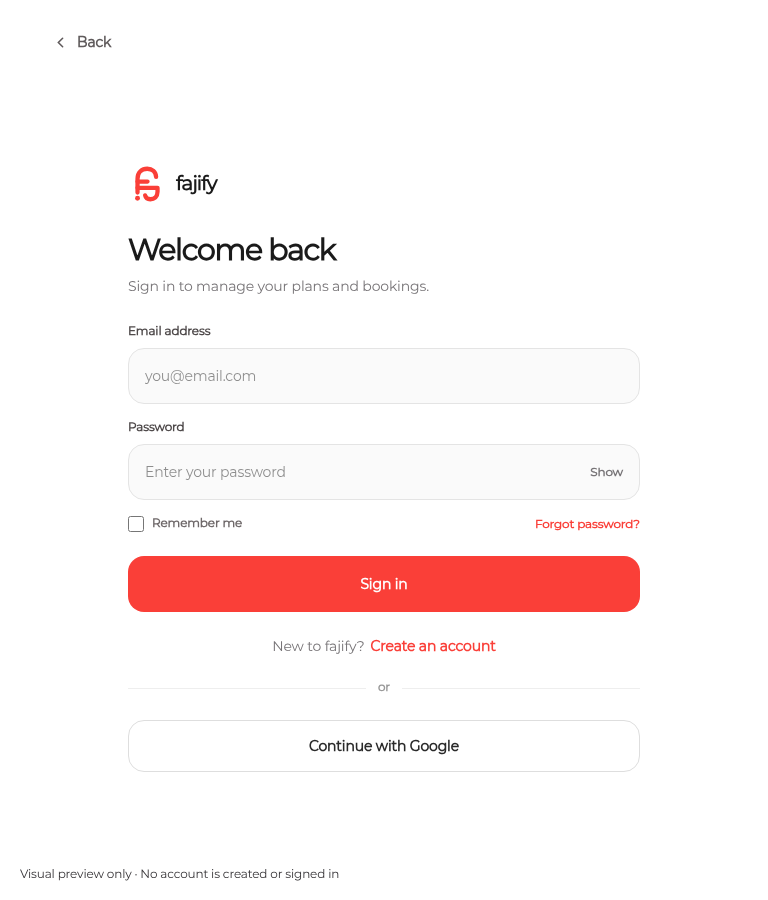 Back
fajify
Welcome back
Sign in to manage your plans and bookings.
Email address
you@email.com
Password
Enter your password
Show
Remember me
Forgot password?
Sign in
New to fajify? Create an account
or
Continue with Google
Visual preview only · No account is created or signed in